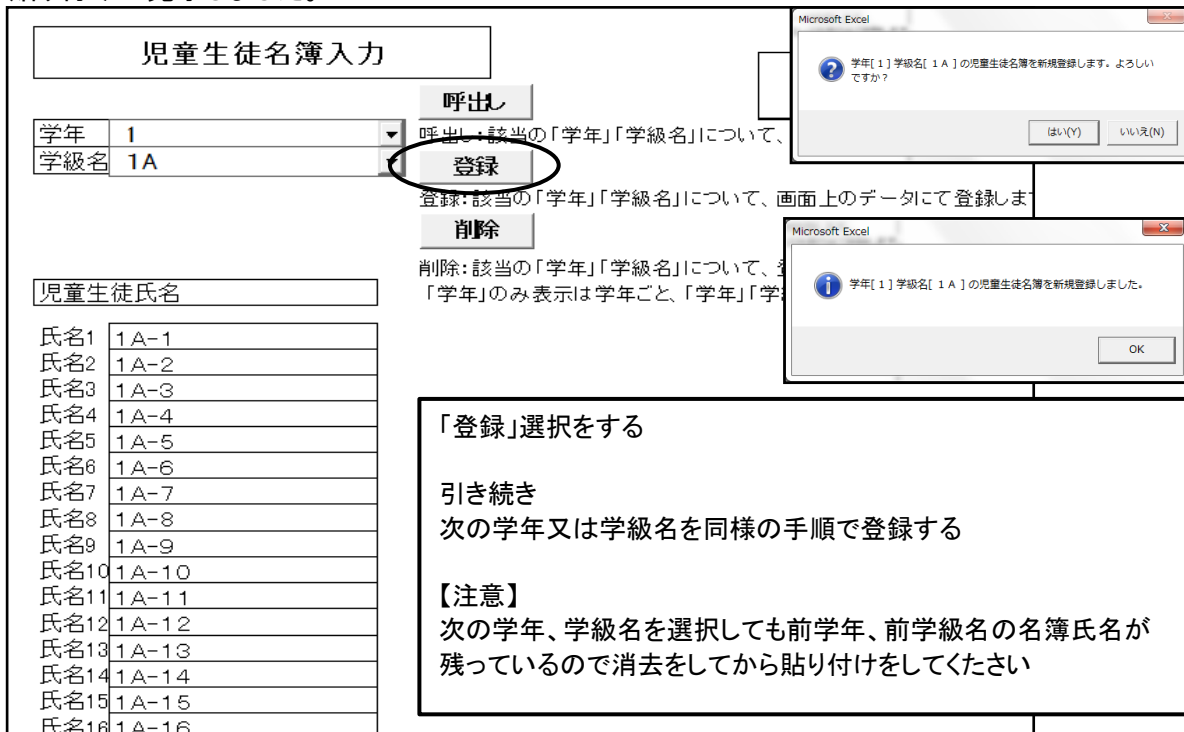 児童生徒名簿入力
呼出し
学年 1
呼出し:該当の「学年」「学級名」について、
学級名 1A
登録
登録:該当の「学年」「学級名」について、画面上のデータにて登録しま
削除
削除:該当の「学年」「学級名」について、
「学年」のみ表示は学年ごと、「学年」「学
児童生徒氏名
氏名1 1A-1
氏名2 1A-2
氏名3 1A-3
氏名4 1A-4
氏名5 1A-5
氏名6 1A-6
氏名7 1A-7
氏名8 1A-8
氏名9 1A-9
氏名10 1A-10
氏名11 1A-11
氏名12 1A-12
氏名13 1A-13
氏名14 1A-14
氏名15 1A-15
氏名16 1A-16
Microsoft Excel
学年[ 1 ] 学級名[ 1 A ] の児童生徒名簿を新規登録します。よろしい
ですか?
はい(Y) いいえ(N)
Microsoft Excel
学年[ 1 ] 学級名[ 1 A ] の児童生徒名簿を新規登録しました。
OK
「登録」選択をする
引き続き
次の学年又は学級名を同様の手順で登録する
【注意】
次の学年、学級名を選択しても前学年、前学級名の名簿氏名が
残っているので消去をしてから貼り付けをしてください